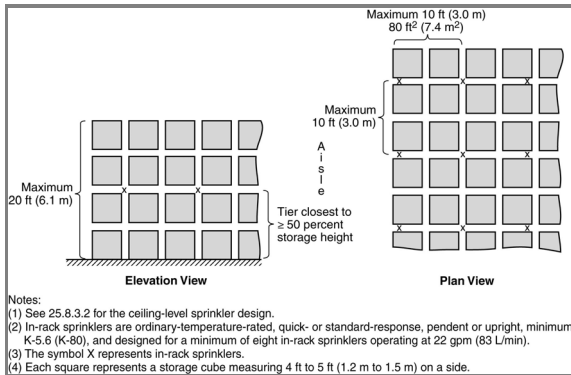 Maximum 10 ft (3.0 m)
80 ft² (7.4 m²)
x x x
Maximum
10 ft (3.0 m)
x x x
x x x
Aisle
Maximum
20 ft (6.1 m)
x x
Tier closest to
≥ 50 percent
storage height
Elevation View
Plan View
Notes:
(1) See 25.8.3.2 for the ceiling-level sprinkler design.
(2) In-rack sprinklers are ordinary-temperature-rated, quick- or standard-response, pendent or upright, minimum
K-5.6 (K-80), and designed for a minimum of eight in-rack sprinklers operating at 22 gpm (83 L/min).
(3) The symbol X represents in-rack sprinklers.
(4) Each square represents a storage cube measuring 4 ft to 5 ft (1.2 m to 1.5 m) on a side.